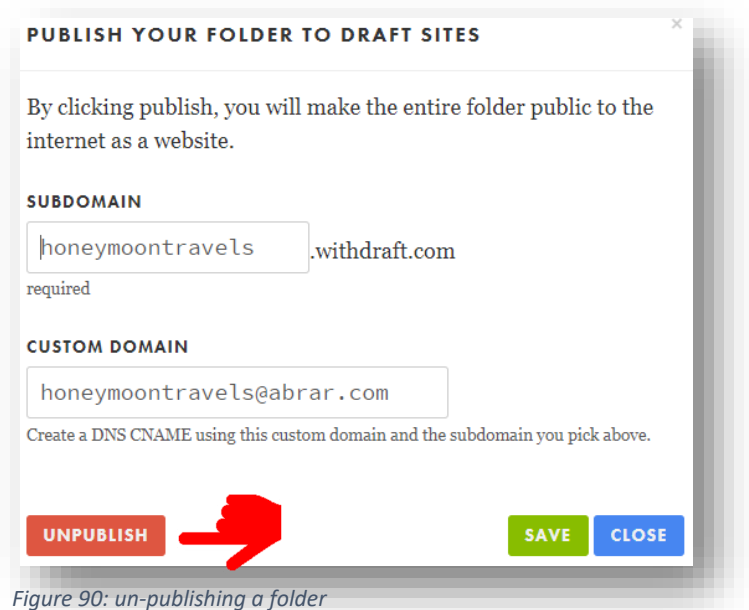 PUBLISH YOUR FOLDER TO DRAFT SITES
×
By clicking publish, you will make the entire folder public to the
internet as a website.
SUBDOMAIN
honeymoontravels .withdraft.com
required
CUSTOM DOMAIN
honeymoontravels@abrar.com
Create a DNS CNAME using this custom domain and the subdomain you pick above.
UNPUBLISH SAVE CLOSE
Figure 90: un-publishing a folder